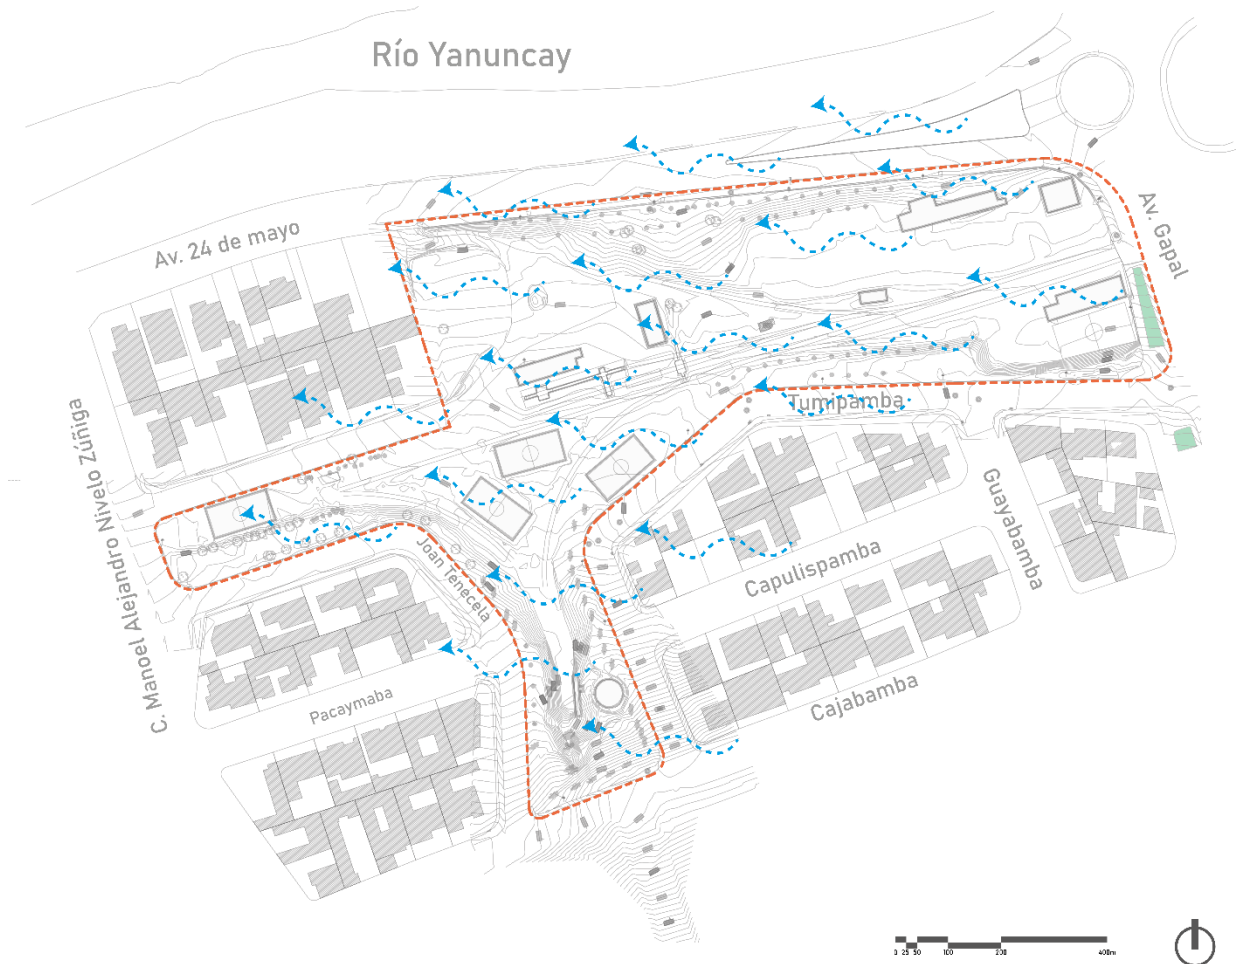 Río Yanuncay
Av. 24 de mayo
Av. Gapal
Tumipamba
C. Manoel Alejandro Nivelo Zúñiga
Joan Tenecela
Guayabamba
Capulispamba
Pacaymaba
Cajabamba
0 25 50 100 200 400m